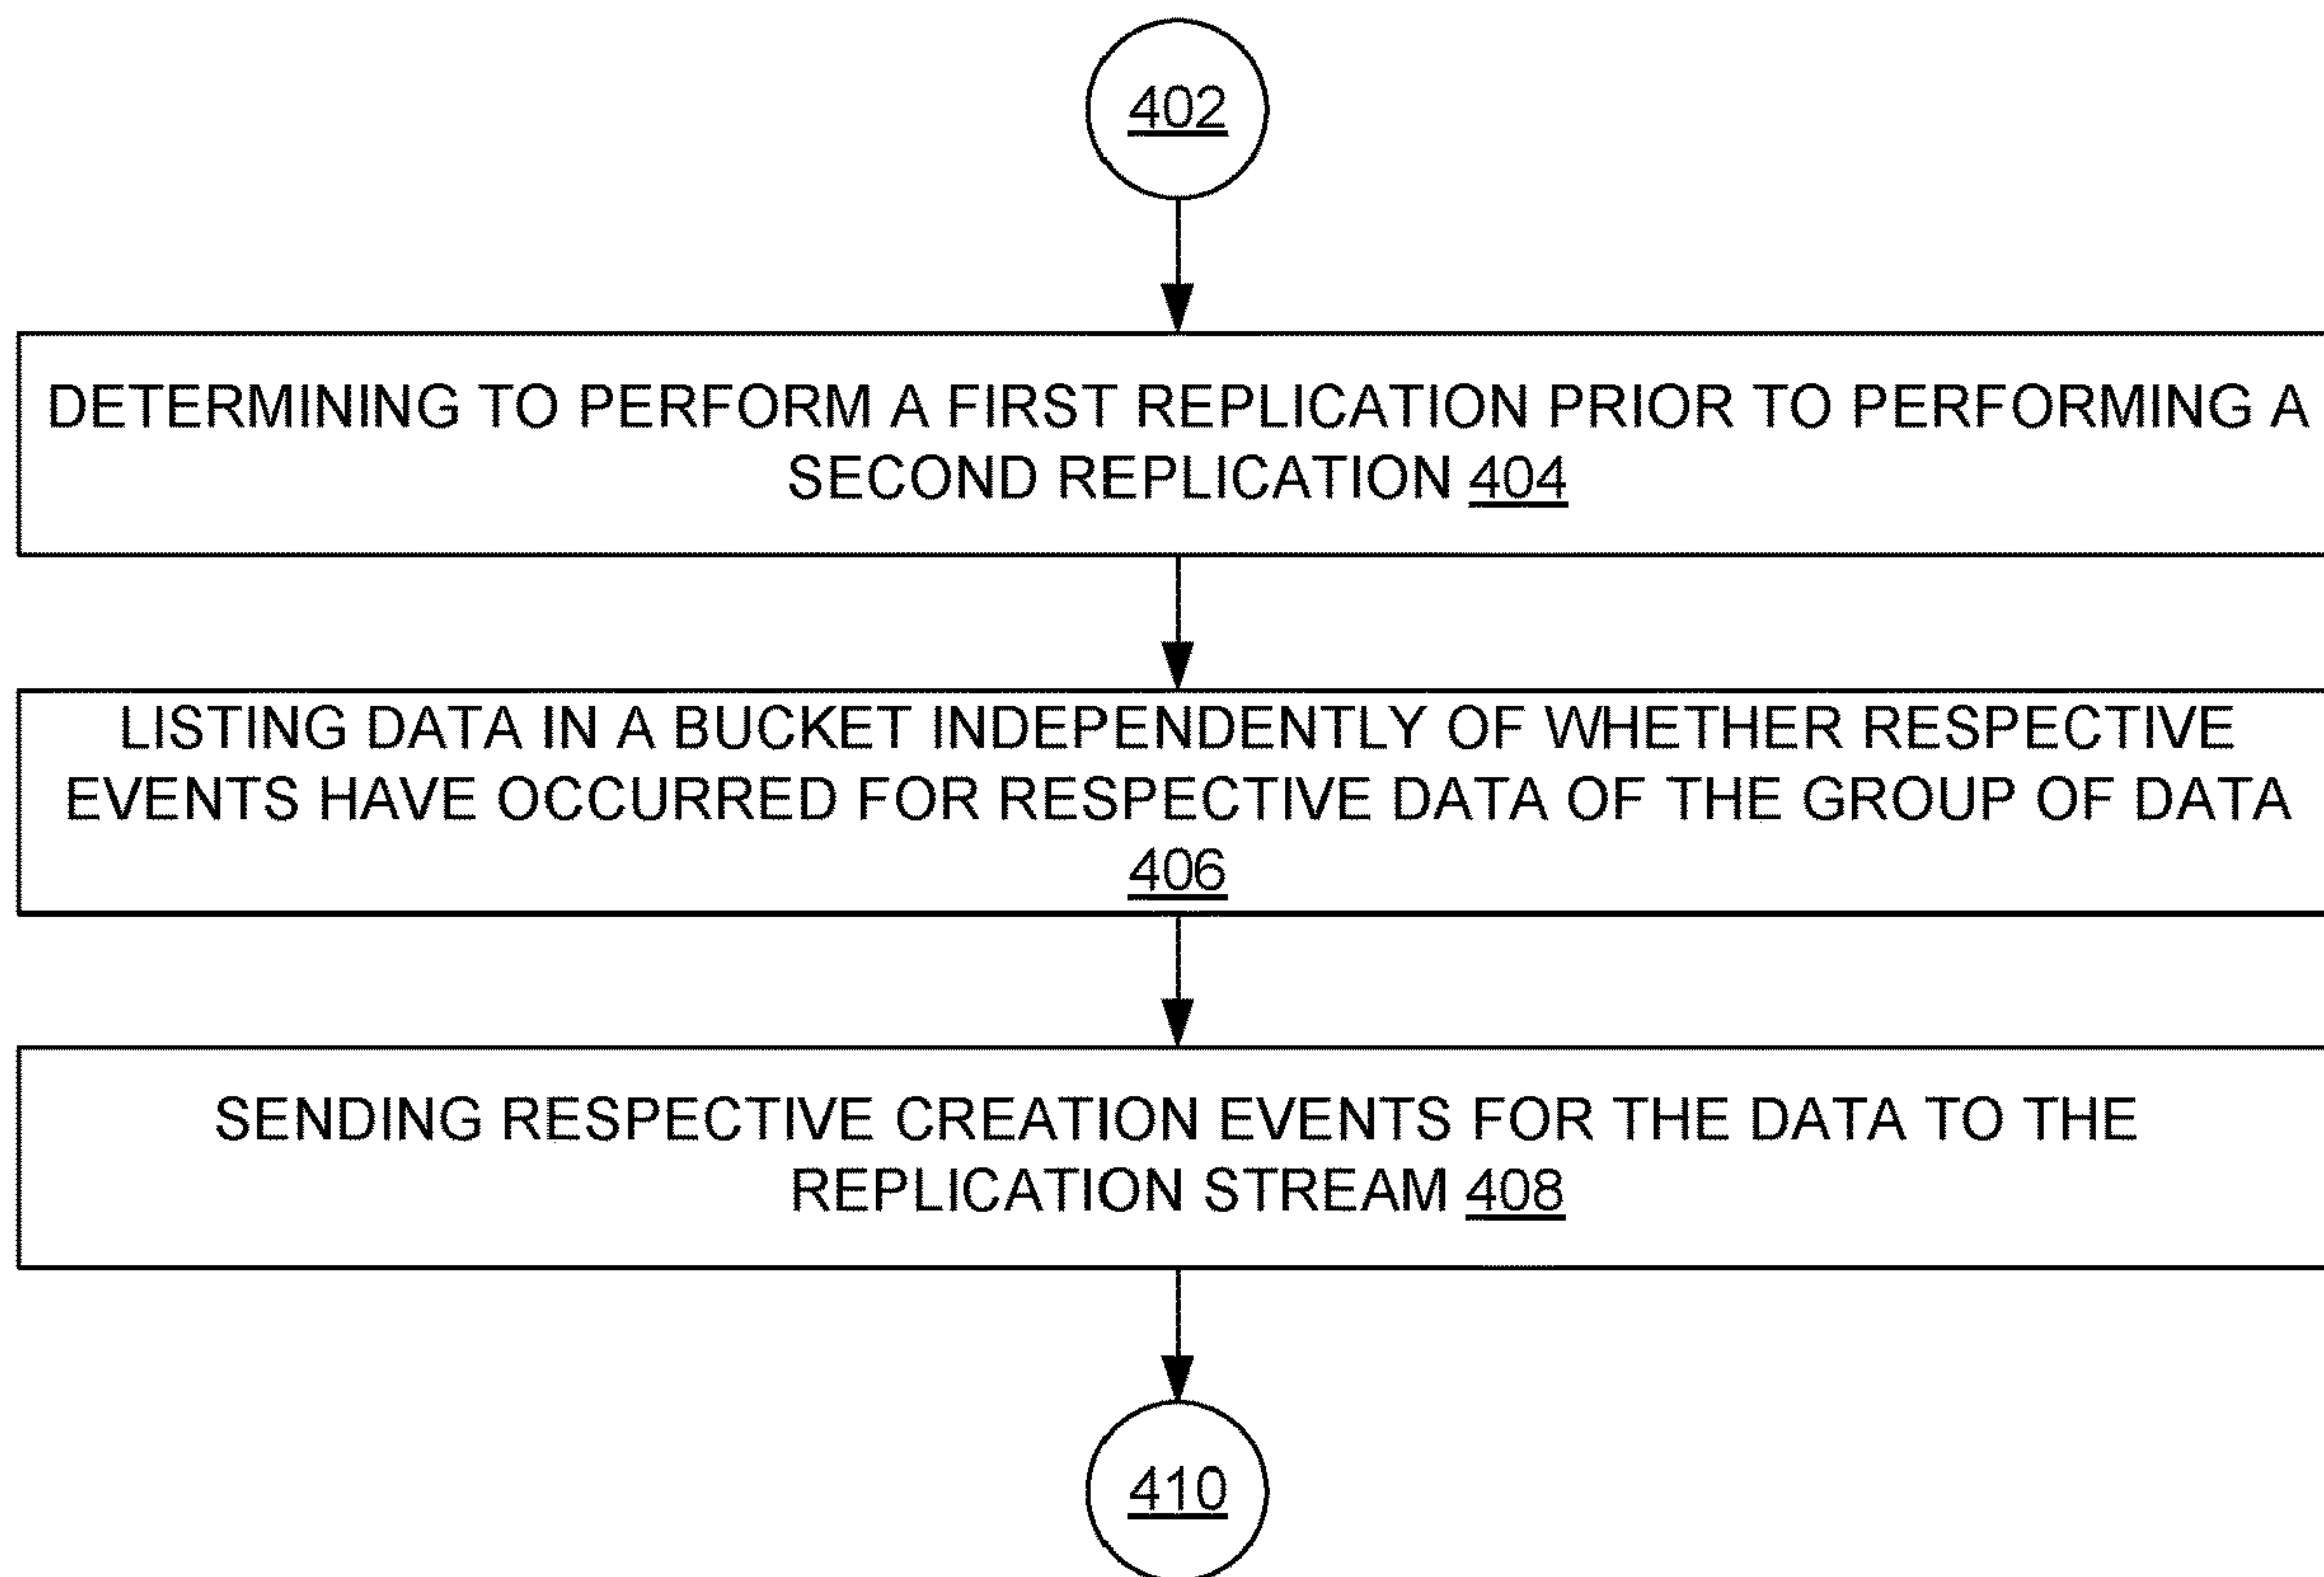 402
DETERMINING TO PERFORM A FIRST REPLICATION PRIOR TO PERFORMING A
SECOND REPLICATION 404
LISTING DATA IN A BUCKET INDEPENDENTLY OF WHETHER RESPECTIVE
EVENTS HAVE OCCURRED FOR RESPECTIVE DATA OF THE GROUP OF DATA
406
SENDING RESPECTIVE CREATION EVENTS FOR THE DATA TO THE
REPLICATION STREAM 408
410